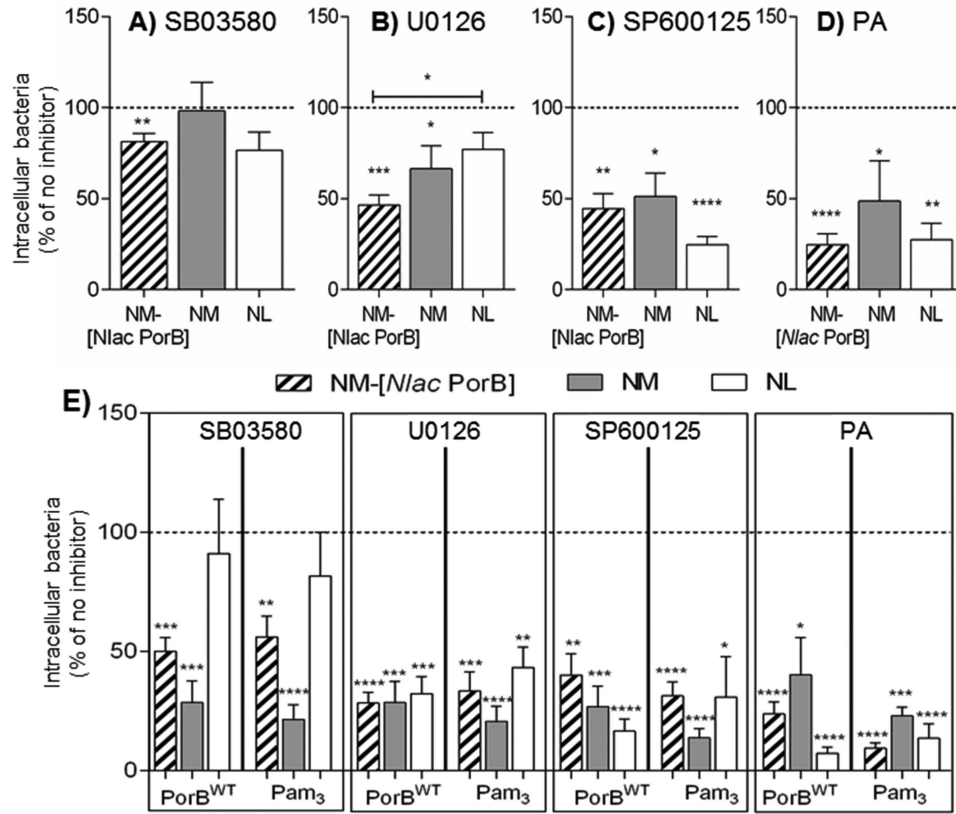 A) SB03580
B) U0126
C) SP600125
D) PA
Intracellular bacteria
(% of no inhibitor)
150
100
50
0
**
NM-
[Nlac PorB]
NM
NL
150
100
50
0
*
***
*
NM-
[Nlac PorB]
NM
NL
150
100
50
0
**
*
****
NM-
[Nlac PorB]
NM
NL
150
100
50
0
****
*
**
NM-
[Nlac PorB]
NM
NL
NM-[Nlac PorB]
NM
NL
E)
Intracellular bacteria
(% of no inhibitor)
150
100
50
0
SB03580
U0126
SP600125
PA
*** *** ** ****
**** *** *** *** **** **
** *** **** **** **** *
**** * **** **** *** ****
PorB^WT Pam₃ PorB^WT Pam₃ PorB^WT Pam₃ PorB^WT Pam₃